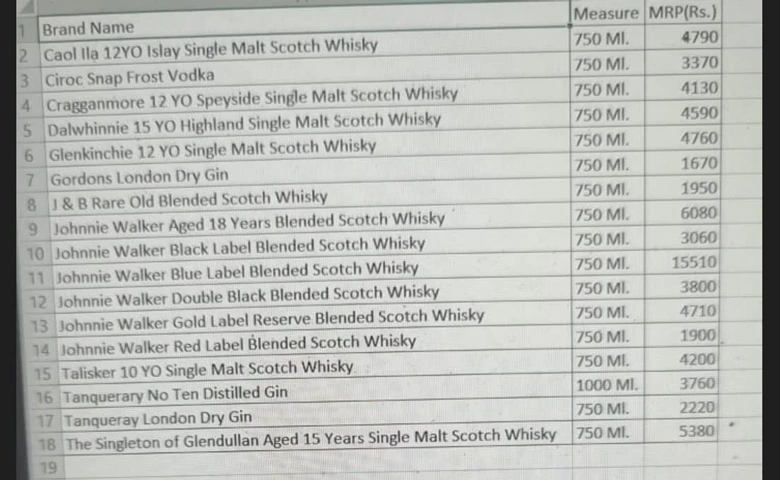 1 Brand Name Measure MRP(Rs.)
2 Caol Ila 12YO Islay Single Malt Scotch Whisky 750 Ml. 4790
3 Ciroc Snap Frost Vodka 750 Ml. 3370
4 Cragganmore 12 YO Speyside Single Malt Scotch Whisky 750 Ml. 4130
5 Dalwhinnie 15 YO Highland Single Malt Scotch Whisky 750 Ml. 4590
6 Glenkinchie 12 YO Single Malt Scotch Whisky 750 Ml. 4760
7 Gordons London Dry Gin 750 Ml. 1670
8 J & B Rare Old Blended Scotch Whisky 750 Ml. 1950
9 Johnnie Walker Aged 18 Years Blended Scotch Whisky 750 Ml. 6080
10 Johnnie Walker Black Label Blended Scotch Whisky 750 Ml. 3060
11 Johnnie Walker Blue Label Blended Scotch Whisky 750 Ml. 15510
12 Johnnie Walker Double Black Blended Scotch Whisky 750 Ml. 3800
13 Johnnie Walker Gold Label Reserve Blended Scotch Whisky 750 Ml. 4710
14 Johnnie Walker Red Label Blended Scotch Whisky 750 Ml. 1900
15 Talisker 10 YO Single Malt Scotch Whisky 750 Ml. 4200
16 Tanquerary No Ten Distilled Gin 1000 Ml. 3760
17 Tanqueray London Dry Gin 750 Ml. 2220
18 The Singleton of Glendullan Aged 15 Years Single Malt Scotch Whisky 750 Ml. 5380
19